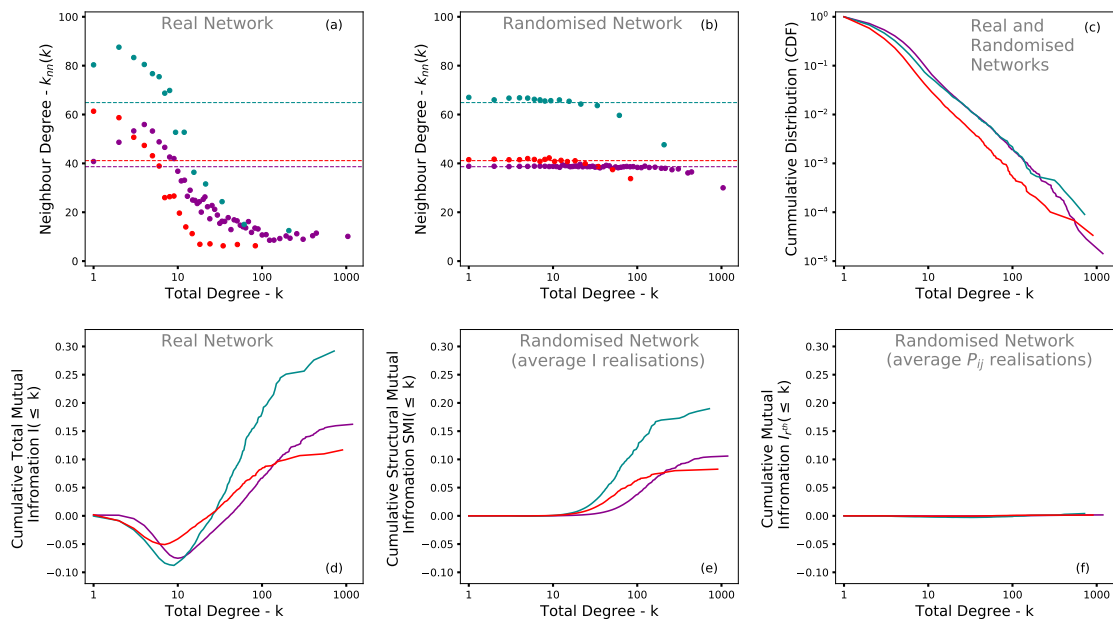 Real Network
(a)
100
80
60
40
20
0
Neighbour Degree - knn(k)
1
10
100
1000
Total Degree - k
Randomised Network
(b)
100
80
60
40
20
0
Neighbour Degree - knn(k)
1
10
100
1000
Total Degree - k
(c)
Real and
Randomised
Networks
10^0
10^-1
10^-2
10^-3
10^-4
10^-5
Cummulative Distribution (CDF)
1
10
100
1000
Total Degree - k
Real Network
0.30
0.25
0.20
0.15
0.10
0.05
0.00
−0.05
−0.10
Cumulative Total Mutual
Infromation I( ≤ k)
(d)
1
10
100
1000
Total Degree - k
Randomised Network
(average I realisations)
0.30
0.25
0.20
0.15
0.10
0.05
0.00
−0.05
−0.10
Cumulative Structural Mutual
Infromation SMI( ≤ k)
(e)
1
10
100
1000
Total Degree - k
Randomised Network
(average Pij realisations)
0.30
0.25
0.20
0.15
0.10
0.05
0.00
−0.05
−0.10
Cumulative Mutual
(f)
1
10
100
1000
Total Degree - k